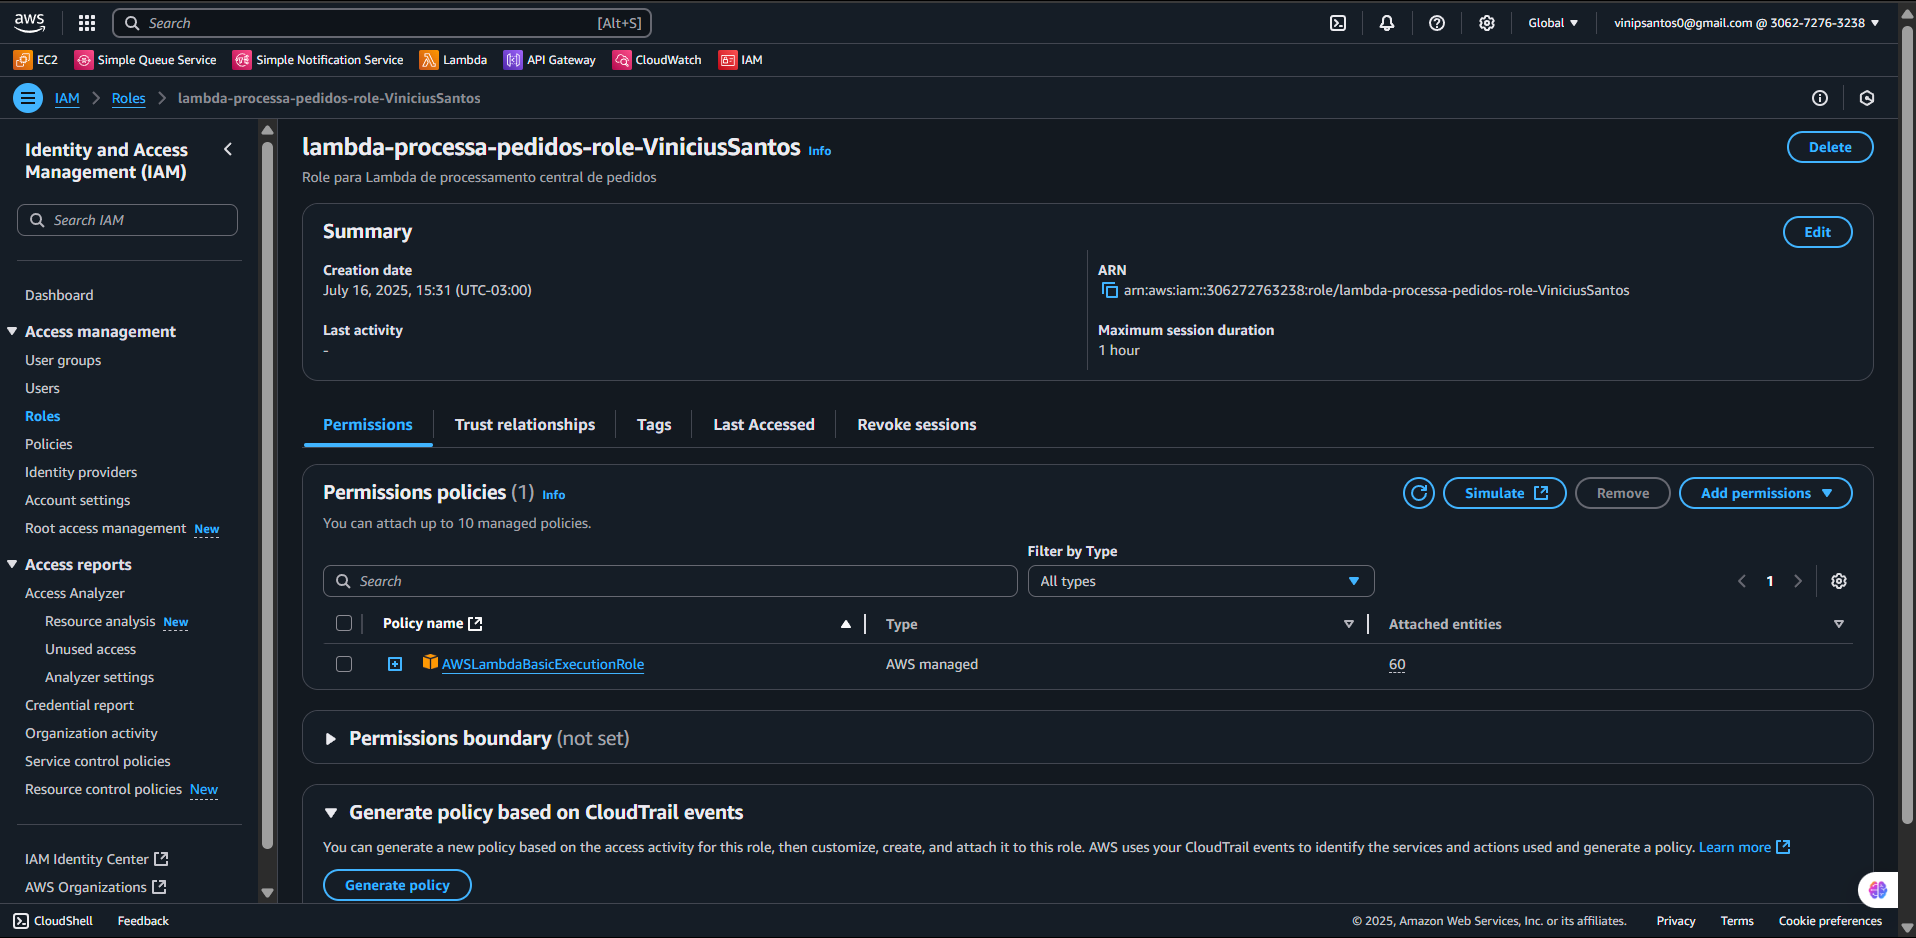 aws
Search [Alt+S]
Global
vinipsantos0@gmail.com @ 3062-7276-3238
EC2 Simple Queue Service Simple Notification Service Lambda API Gateway CloudWatch IAM
IAM Roles lambda-processa-pedidos-role-ViniciusSantos
Identity and Access
Management (IAM)
Search IAM
Dashboard
Access management
User groups
Users
Roles
Policies
Identity providers
Account settings
Root access management New
Access reports
Access Analyzer
Resource analysis New
Unused access
Analyzer settings
Credential report
Organization activity
Service control policies
Resource control policies New
IAM Identity Center
AWS Organizations
lambda-processa-pedidos-role-ViniciusSantos Info
Delete
Role para Lambda de processamento central de pedidos
Summary
Edit
Creation date
July 16, 2025, 15:31 (UTC-03:00)
ARN
arn:aws:iam::306272763238:role/lambda-processa-pedidos-role-ViniciusSantos
Last activity
-
Maximum session duration
1 hour
Permissions Trust relationships Tags Last Accessed Revoke sessions
Permissions policies (1) Info
Simulate Remove Add permissions
You can attach up to 10 managed policies.
Filter by Type
Search
All types
1
Policy name Type Attached entities
AWSLambdaBasicExecutionRole AWS managed 60
Permissions boundary (not set)
Generate policy based on CloudTrail events
You can generate a new policy based on the access activity for this role, then customize, create, and attach it to this role. AWS uses your CloudTrail events to identify the services and actions used and generate a policy. Learn more
Generate policy
CloudShell Feedback
© 2025, Amazon Web Services, Inc. or its affiliates. Privacy Terms Cookie preferences